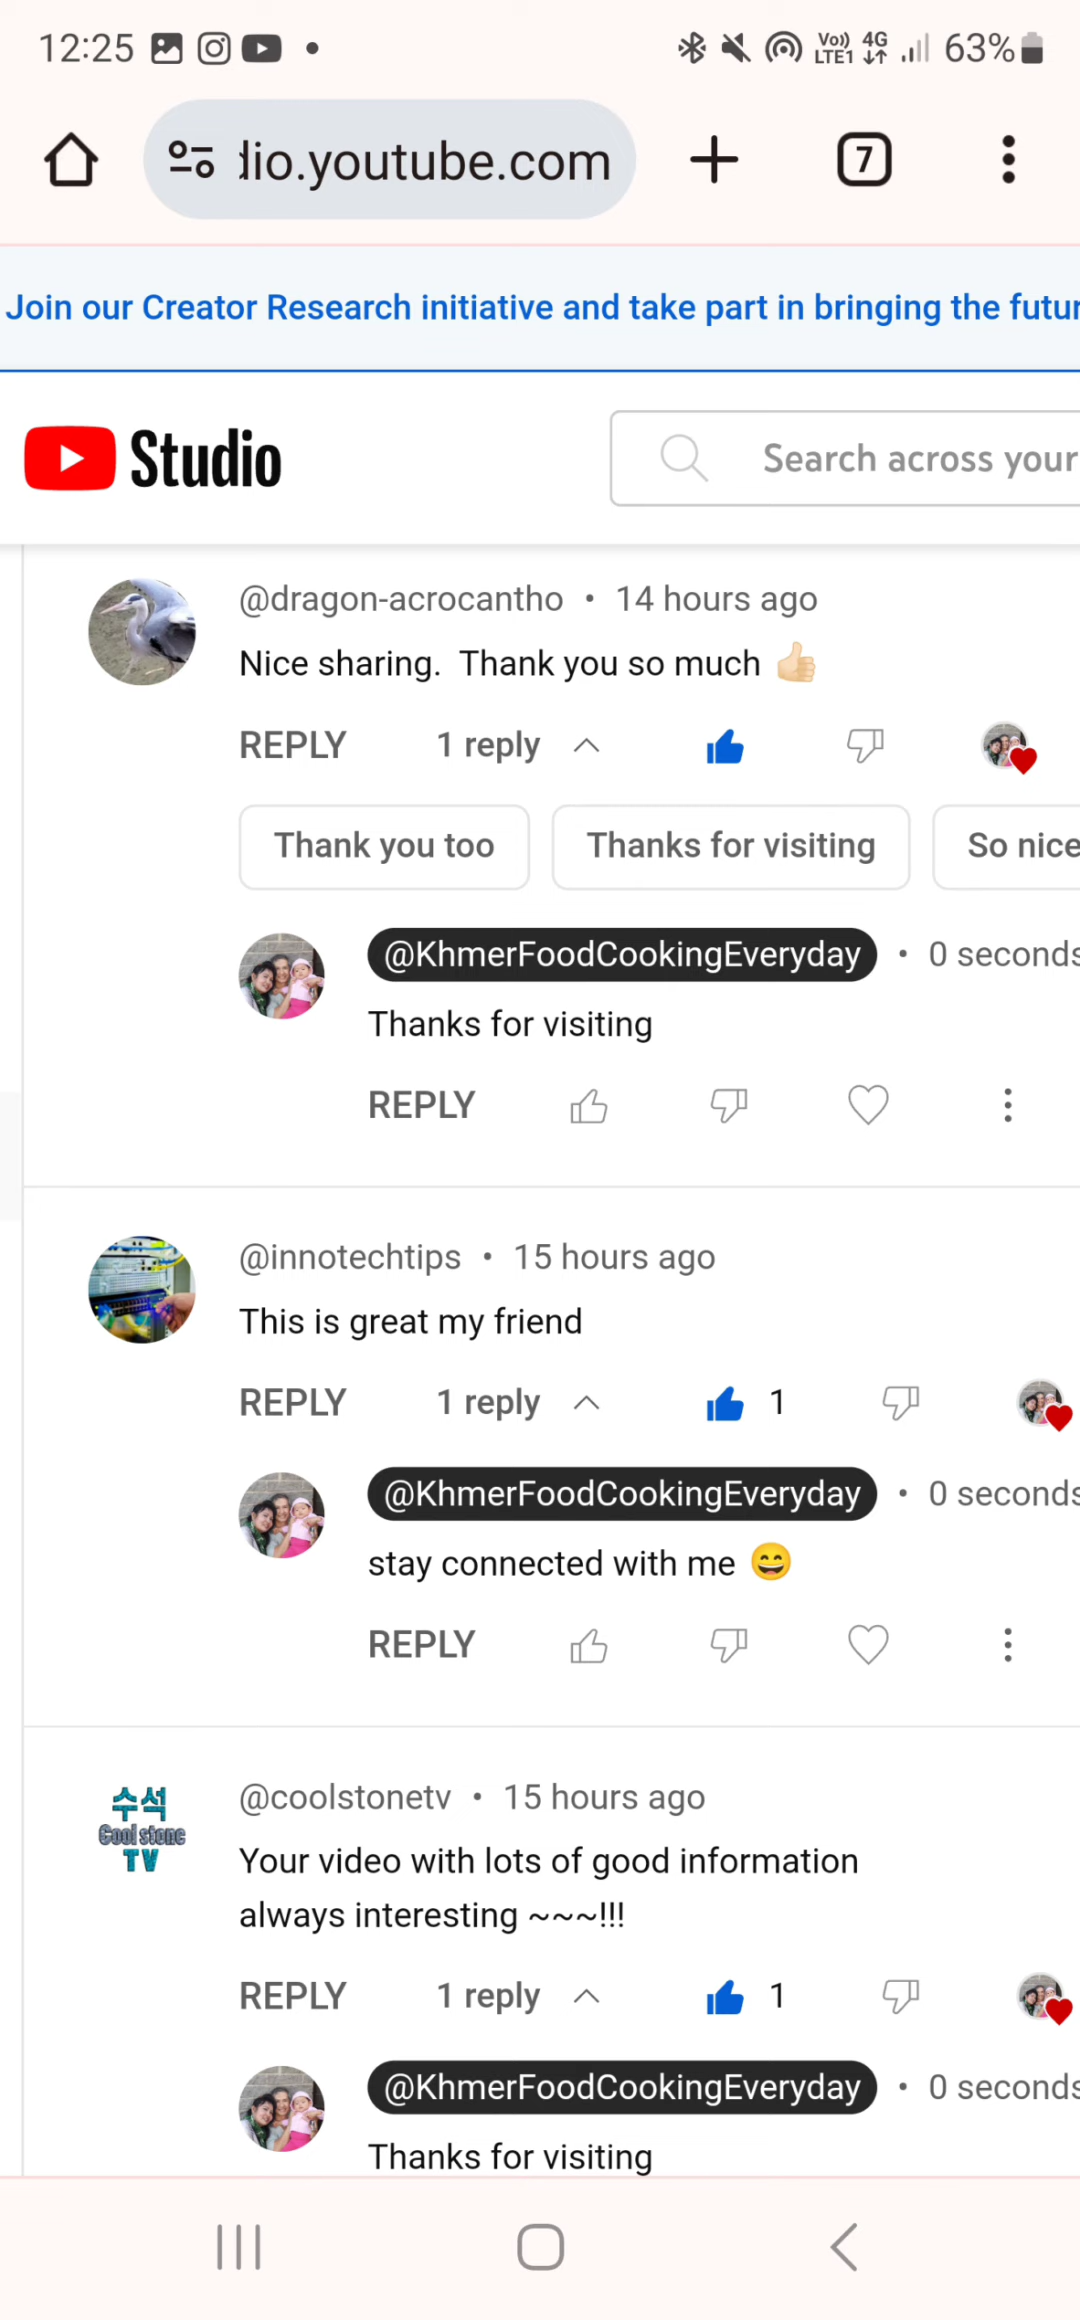 12:25
Vo)) LTE1 4G 63%
dio.youtube.com
7
Join our Creator Research initiative and take part in bringing the futur
Studio
Search across your
@dragon-acrocantho • 14 hours ago
Nice sharing. Thank you so much 👍🏻
REPLY 1 reply
Thank you too Thanks for visiting So nice
@KhmerFoodCookingEveryday • 0 seconds
Thanks for visiting
REPLY
@innotechtips • 15 hours ago
This is great my friend
REPLY 1 reply 1
@KhmerFoodCookingEveryday • 0 seconds
stay connected with me 😄
REPLY
수석
Cool stone
TV
@coolstonetv • 15 hours ago
Your video with lots of good information
always interesting ~~~!!!
REPLY 1 reply 1
@KhmerFoodCookingEveryday • 0 seconds
Thanks for visiting